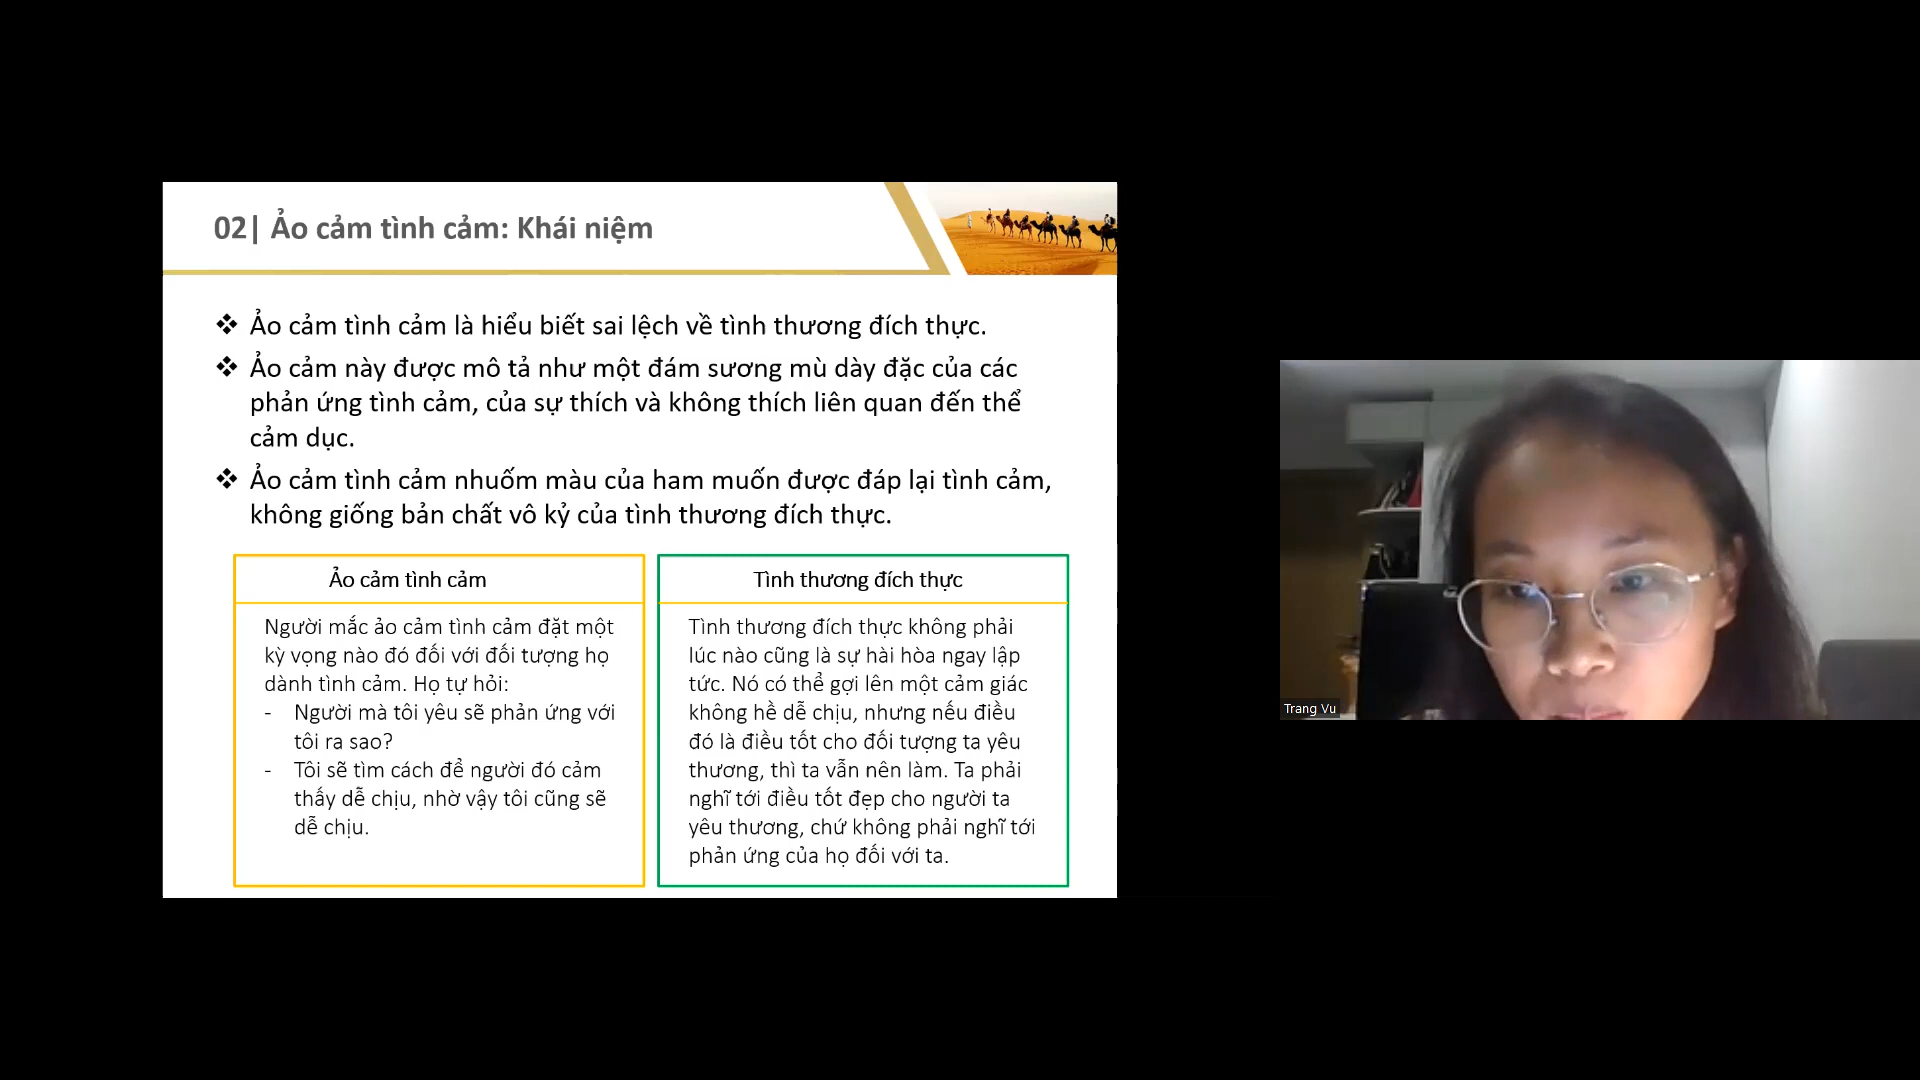 02| Ảo cảm tình cảm: Khái niệm
❖ Ảo cảm tình cảm là hiểu biết sai lệch về tình thương đích thực.
❖ Ảo cảm này được mô tả như một đám sương mù dày đặc của các
phản ứng tình cảm, của sự thích và không thích liên quan đến thể
cảm dục.
❖ Ảo cảm tình cảm nhuốm màu của ham muốn được đáp lại tình cảm,
không giống bản chất vô kỷ của tình thương đích thực.
Ảo cảm tình cảm
Người mắc ảo cảm tình cảm đặt một
kỳ vọng nào đó đối với đối tượng họ
dành tình cảm. Họ tự hỏi:
- Người mà tôi yêu sẽ phản ứng với
tôi ra sao?
- Tôi sẽ tìm cách để người đó cảm
thấy dễ chịu, nhờ vậy tôi cũng sẽ
dễ chịu.
Tình thương đích thực
Tình thương đích thực không phải
lúc nào cũng là sự hài hòa ngay lập
tức. Nó có thể gợi lên một cảm giác
không hề dễ chịu, nhưng nếu điều
đó là điều tốt cho đối tượng ta yêu
thương, thì ta vẫn nên làm. Ta phải
nghĩ tới điều tốt đẹp cho người ta
yêu thương, chứ không phải nghĩ tới
phản ứng của họ đối với ta.
Trang Vu